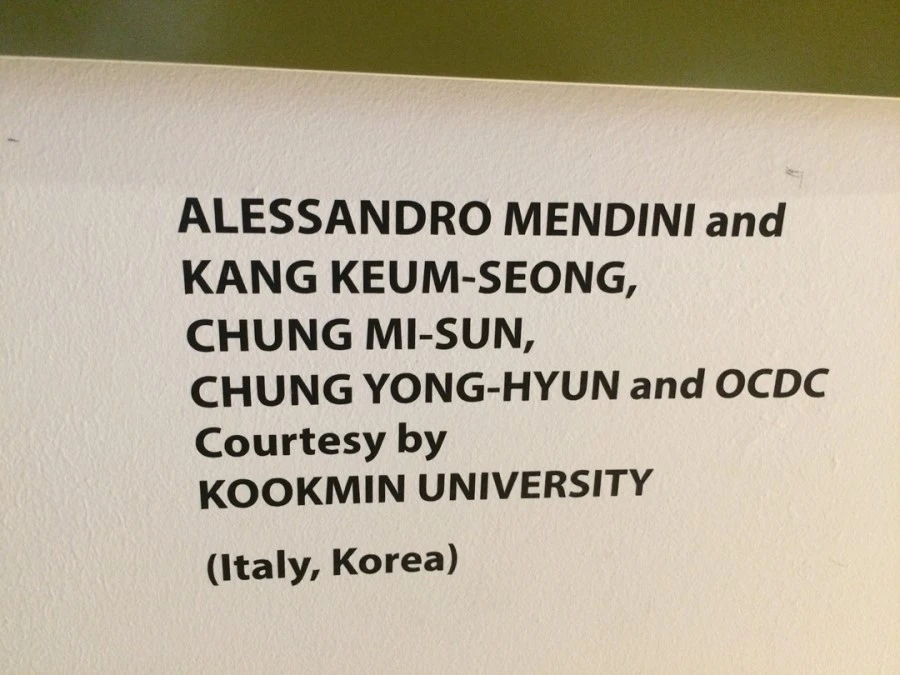 ALESSANDRO MENDINI and
KANG KEUM-SEONG,
CHUNG MI-SUN,
CHUNG YONG-HYUN and OCDC
Courtesy by
KOOKMIN UNIVERSITY
(Italy, Korea)